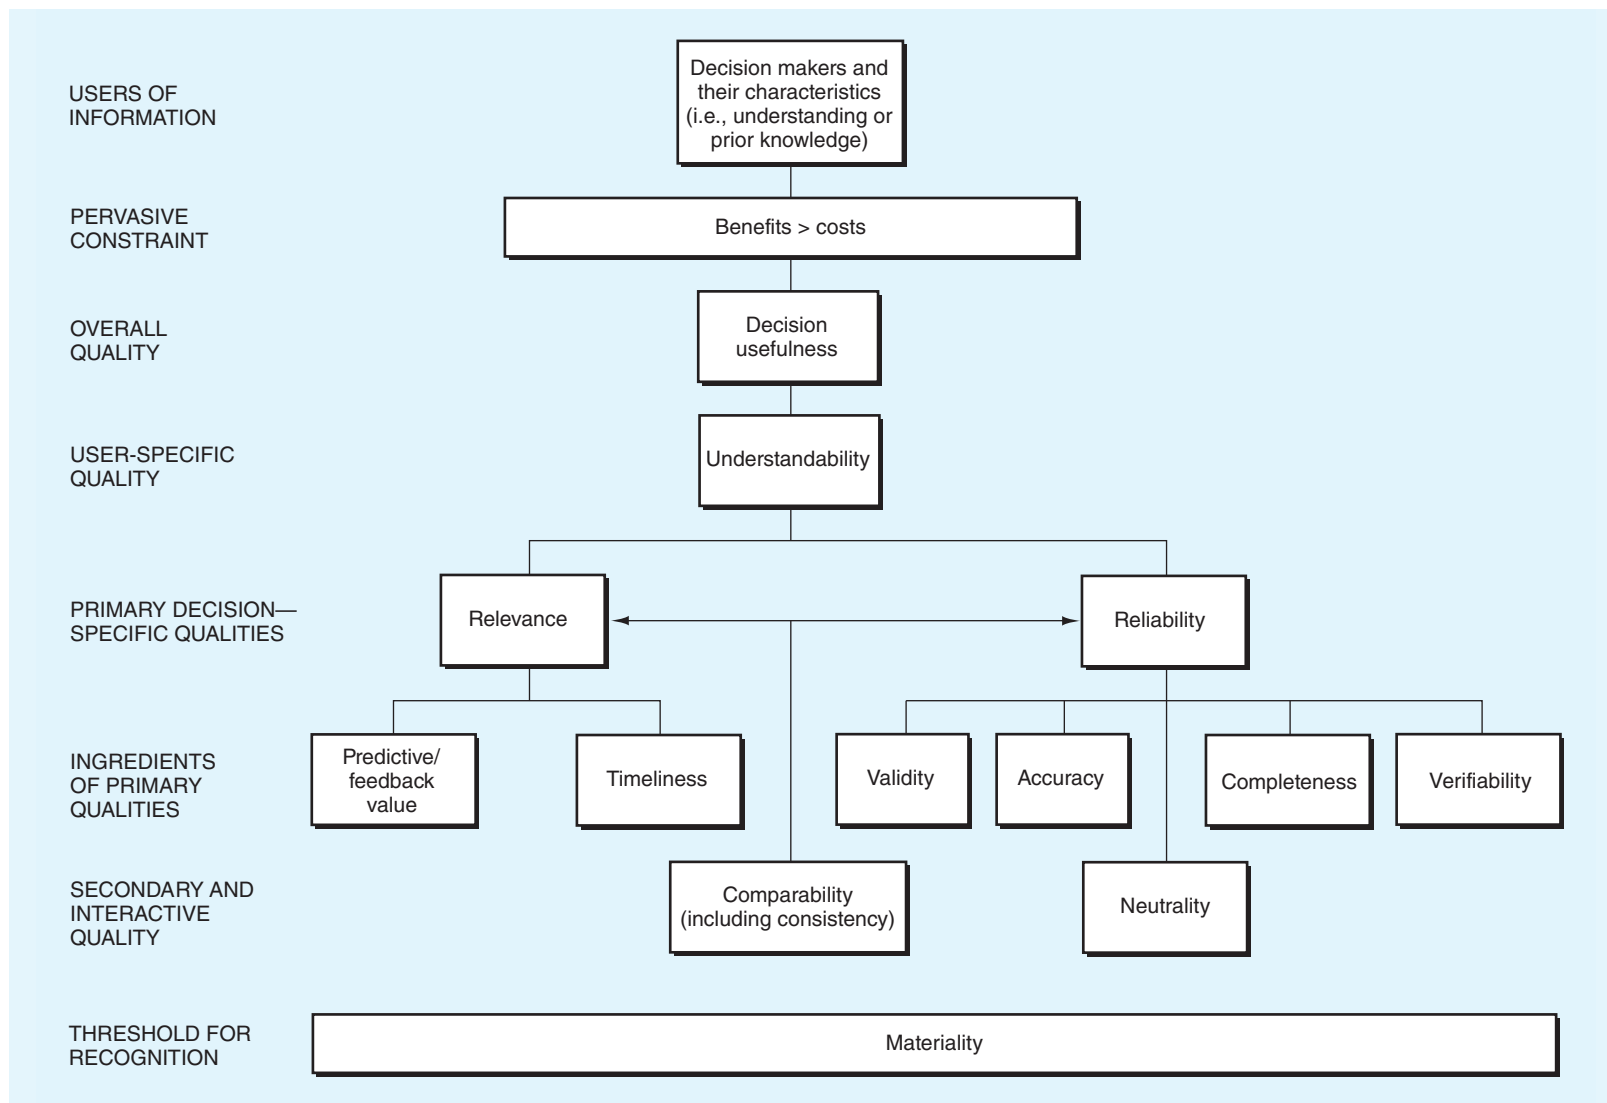 USERS OF
INFORMATION
Decision makers and
their characteristics
(i.e., understanding or
prior knowledge)
PERVASIVE
CONSTRAINT
Benefits > costs
OVERALL
QUALITY
Decision
usefulness
USER-SPECIFIC
QUALITY
Understandability
PRIMARY DECISION—
SPECIFIC QUALITIES
Relevance
Reliability
INGREDIENTS
OF PRIMARY
QUALITIES
Predictive/
feedback
value
Timeliness
Validity
Accuracy
Completeness
Verifiability
SECONDARY AND
INTERACTIVE
QUALITY
Comparability
(including consistency)
Neutrality
THRESHOLD FOR
RECOGNITION
Materiality